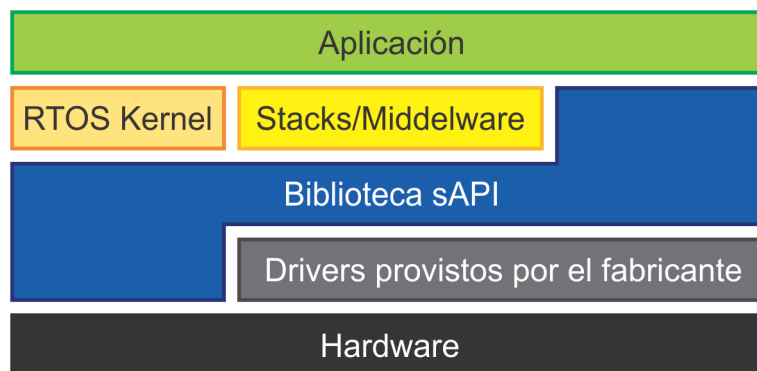 Aplicación
RTOS Kernel
Stacks/Middelware
Biblioteca sAPI
Drivers provistos por el fabricante
Hardware